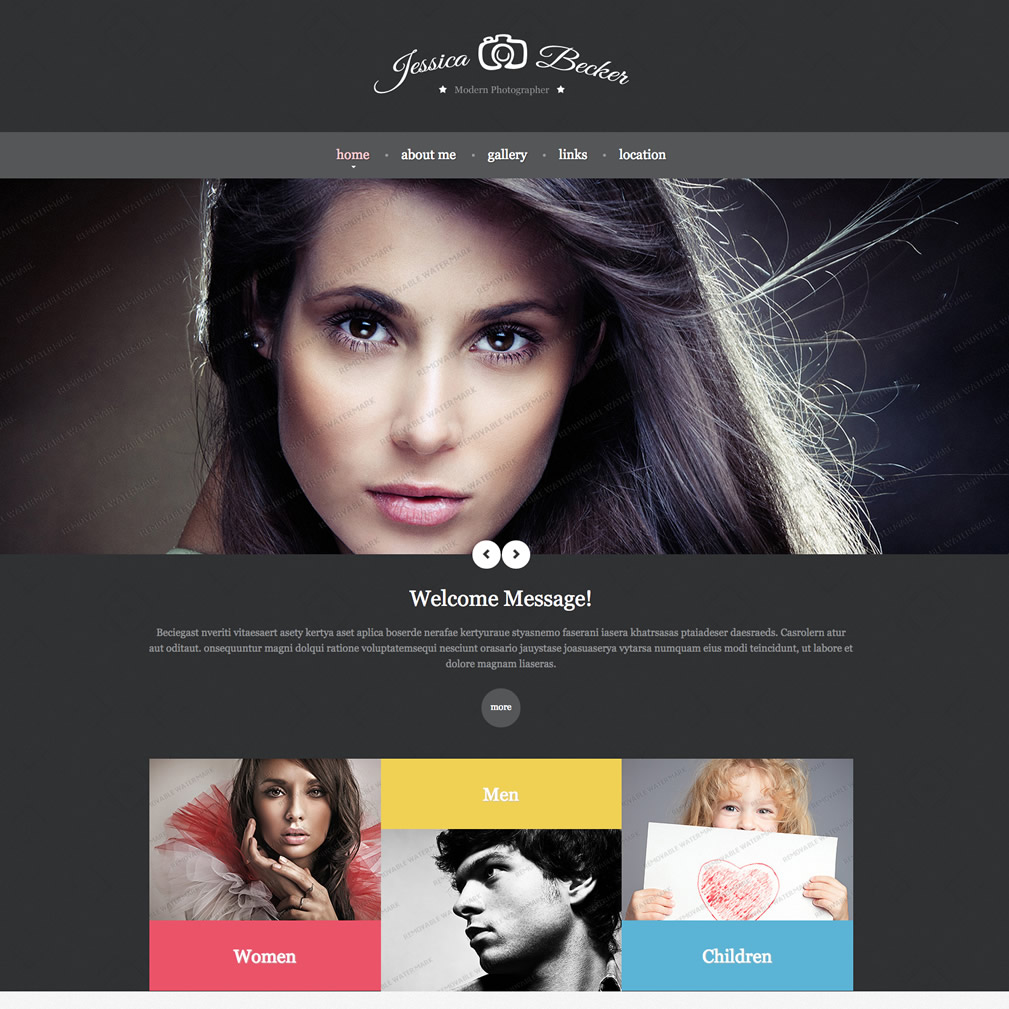 Jessica Becker
Modern Photographer
home • about me • gallery • links • location
REMOVABLE WATERMARK
Welcome Message!
Beciegast nveriti vitaesaert asety kertya aset aplica boserde nerafae kertyuraue styasnemo faserani iasera khatrsasas ptaiadeser daesraeds. Casrolern atur
aut oditaut. onsequuntur magni dolqui ratione voluptatemsequi nesciunt orasario jauystase joasuaserya vytarsa numquam eius modi teincidunt, ut labore et
dolore magnam liaseras.
more
Men
Women
Children